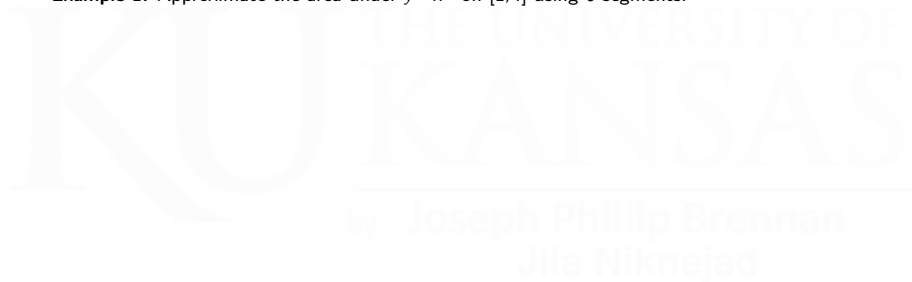 Example 1: Approximate the area under on [1,4] using 6 segments.
THE UNIVERSITY OF
KU KANSAS
by Joseph Phillip Brennan
Jila Niknejad